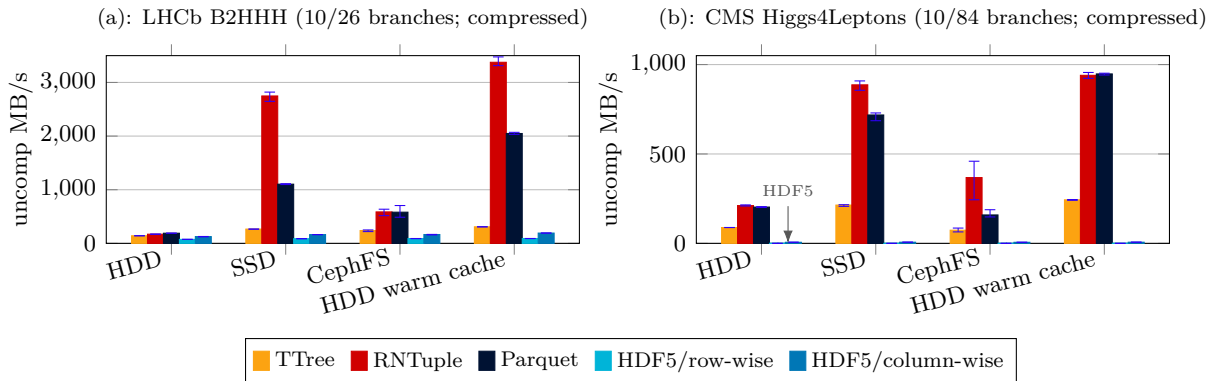 (a): LHCb B2HHH (10/26 branches; compressed)
uncomp MB/s
3,000
2,000
1,000
0
HDD
SSD
CephFS
HDD warm cache
(b): CMS Higgs4Leptons (10/84 branches; compressed)
uncomp MB/s
1,000
500
0
HDF5
HDD
SSD
CephFS
HDD warm cache
TTree RNTuple Parquet HDF5/row-wise HDF5/column-wise